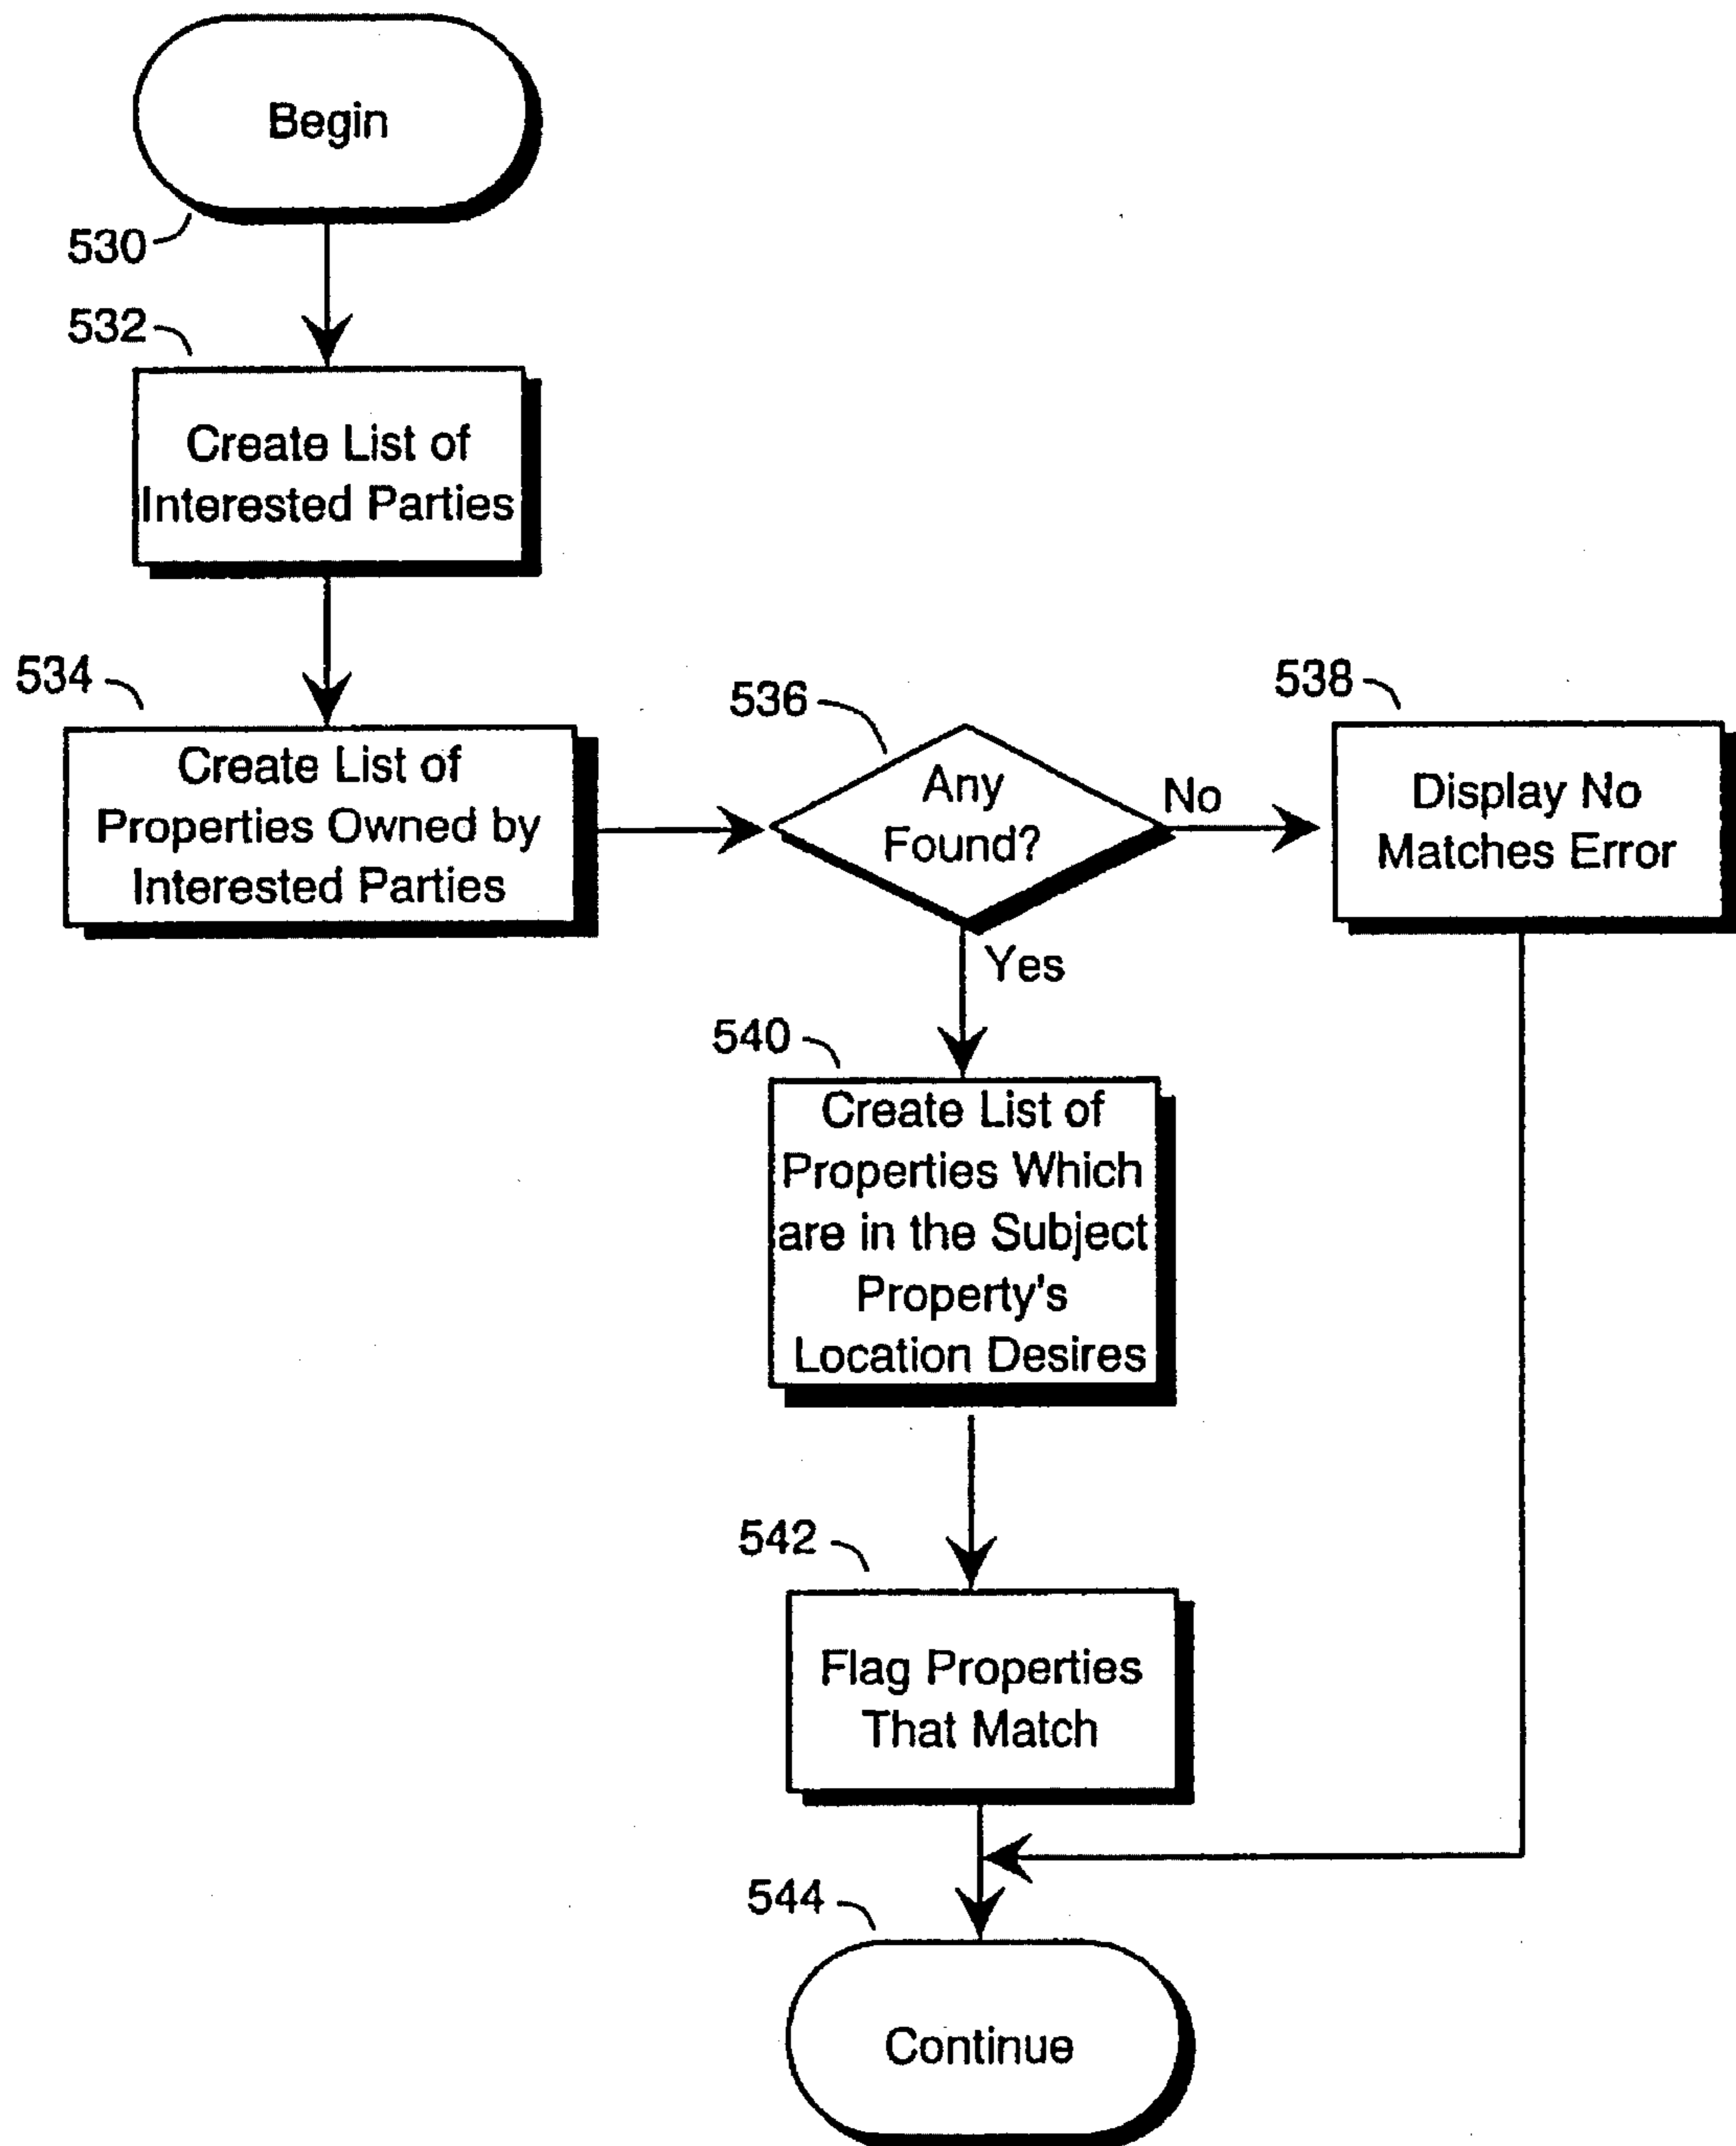 Begin
530
532
Create List of
Interested Parties
534
Create List of
Properties Owned by
Interested Parties
536
Any
Found?
No
538
Display No
Matches Error
Yes
540
Create List of
Properties Which
are in the Subject
Property's
Location Desires
542
Flag Properties
That Match
544
Continue